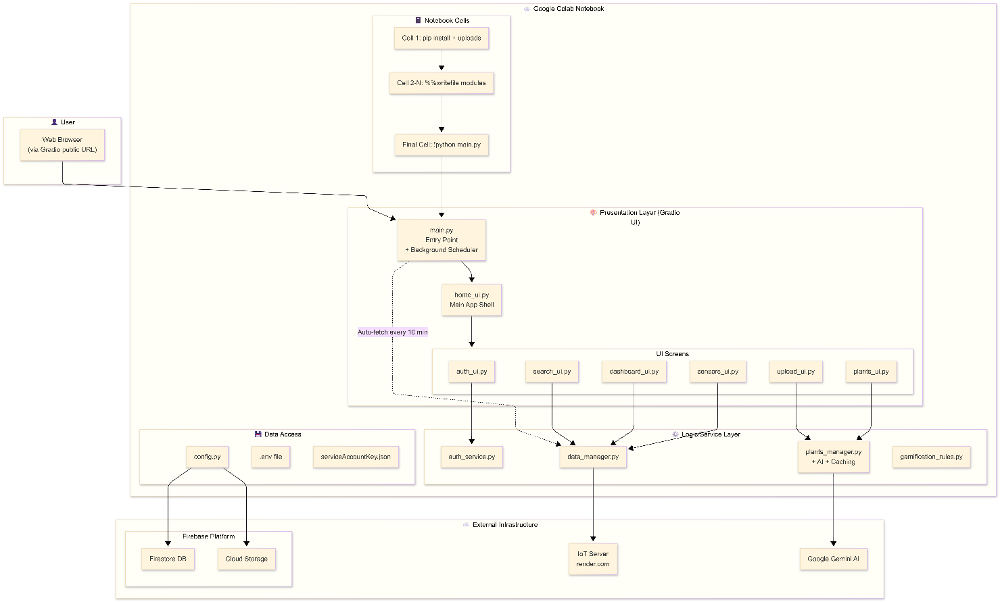 Google Colab Notebook
Notebook Cells
Cell 1: pip install + uploads
Cell 2-N: %%writefile modules
Final Cell: !python main.py
User
Web Browser
(via Gradio public URL)
Presentation Layer (Gradio
UI)
main.py
Entry Point
+ Background Scheduler
home_ui.py
Main App Shell
Auto-fetch every 10 min
UI Screens
auth_ui.py
search_ui.py
dashboard_ui.py
sensors_ui.py
upload_ui.py
plants_ui.py
Data Access
config.py
.env file
serviceAccountKey.json
Logic/Service Layer
auth_service.py
data_manager.py
plants_manager.py
+ AI + Caching
gamification_rules.py
External Infrastructure
Firebase Platform
Firestore DB
Cloud Storage
IoT Server
render.com
Google Gemini AI